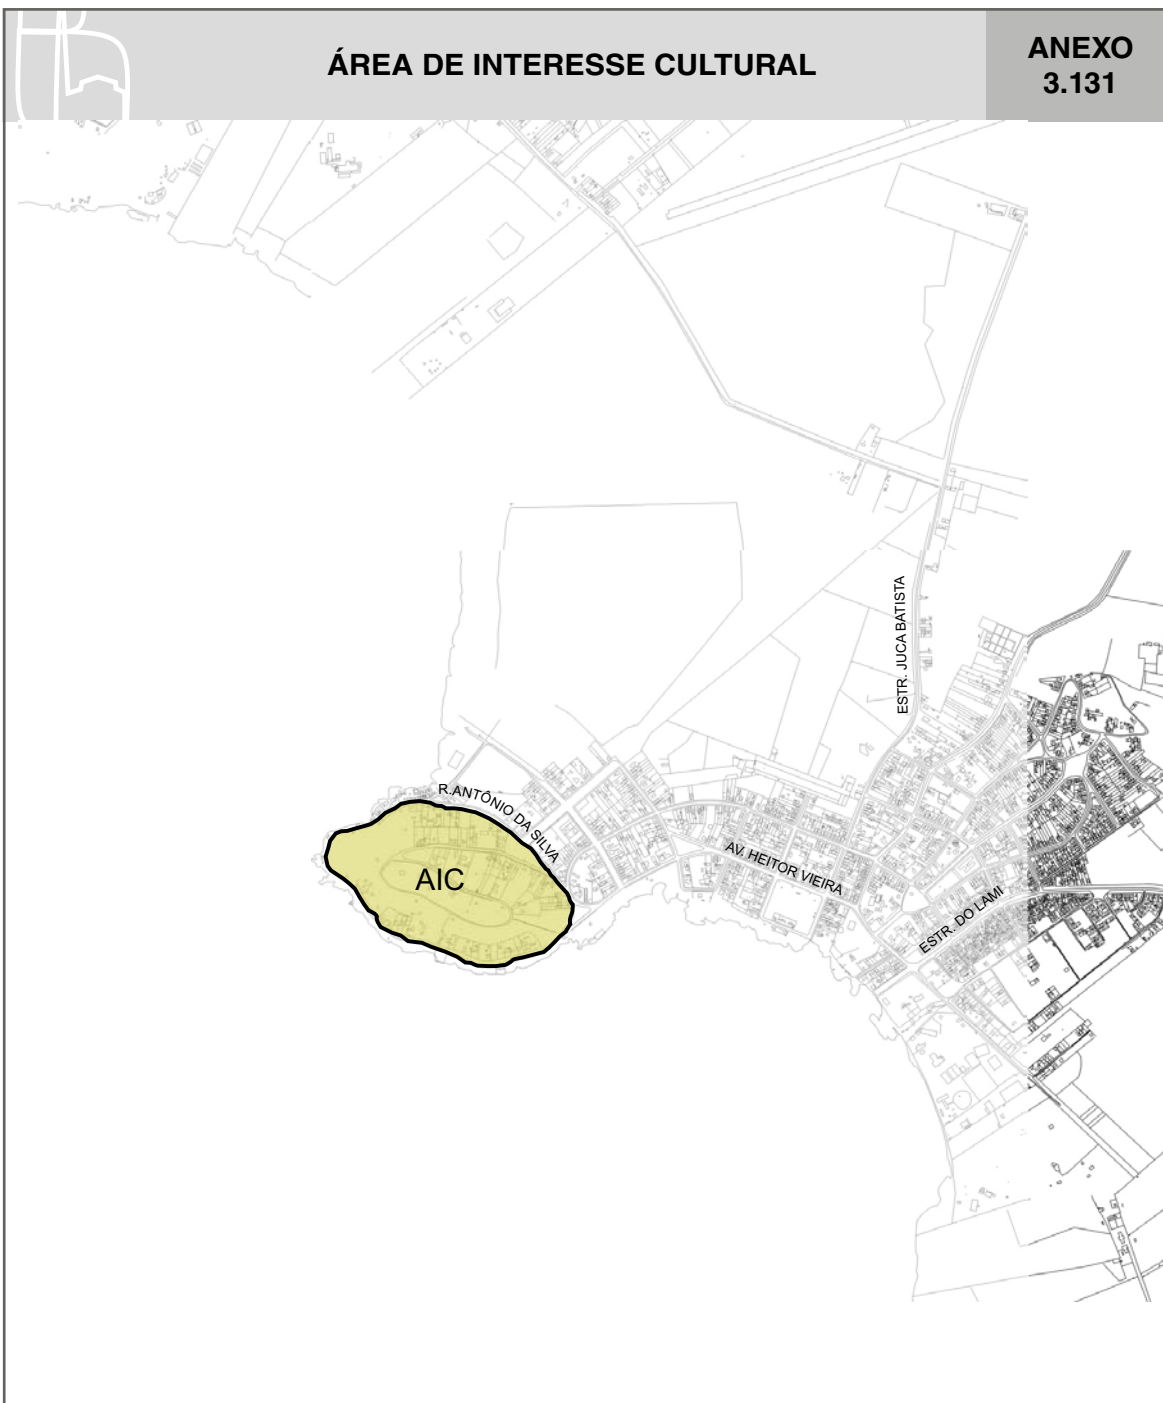 ÁREA DE INTERESSE CULTURAL
ANEXO
3.131
ESTR. JUCA BATISTA
R.ANTÔNIO DA SILVA
AV. HEITOR VIEIRA
AIC
ESTR. DO LAMI